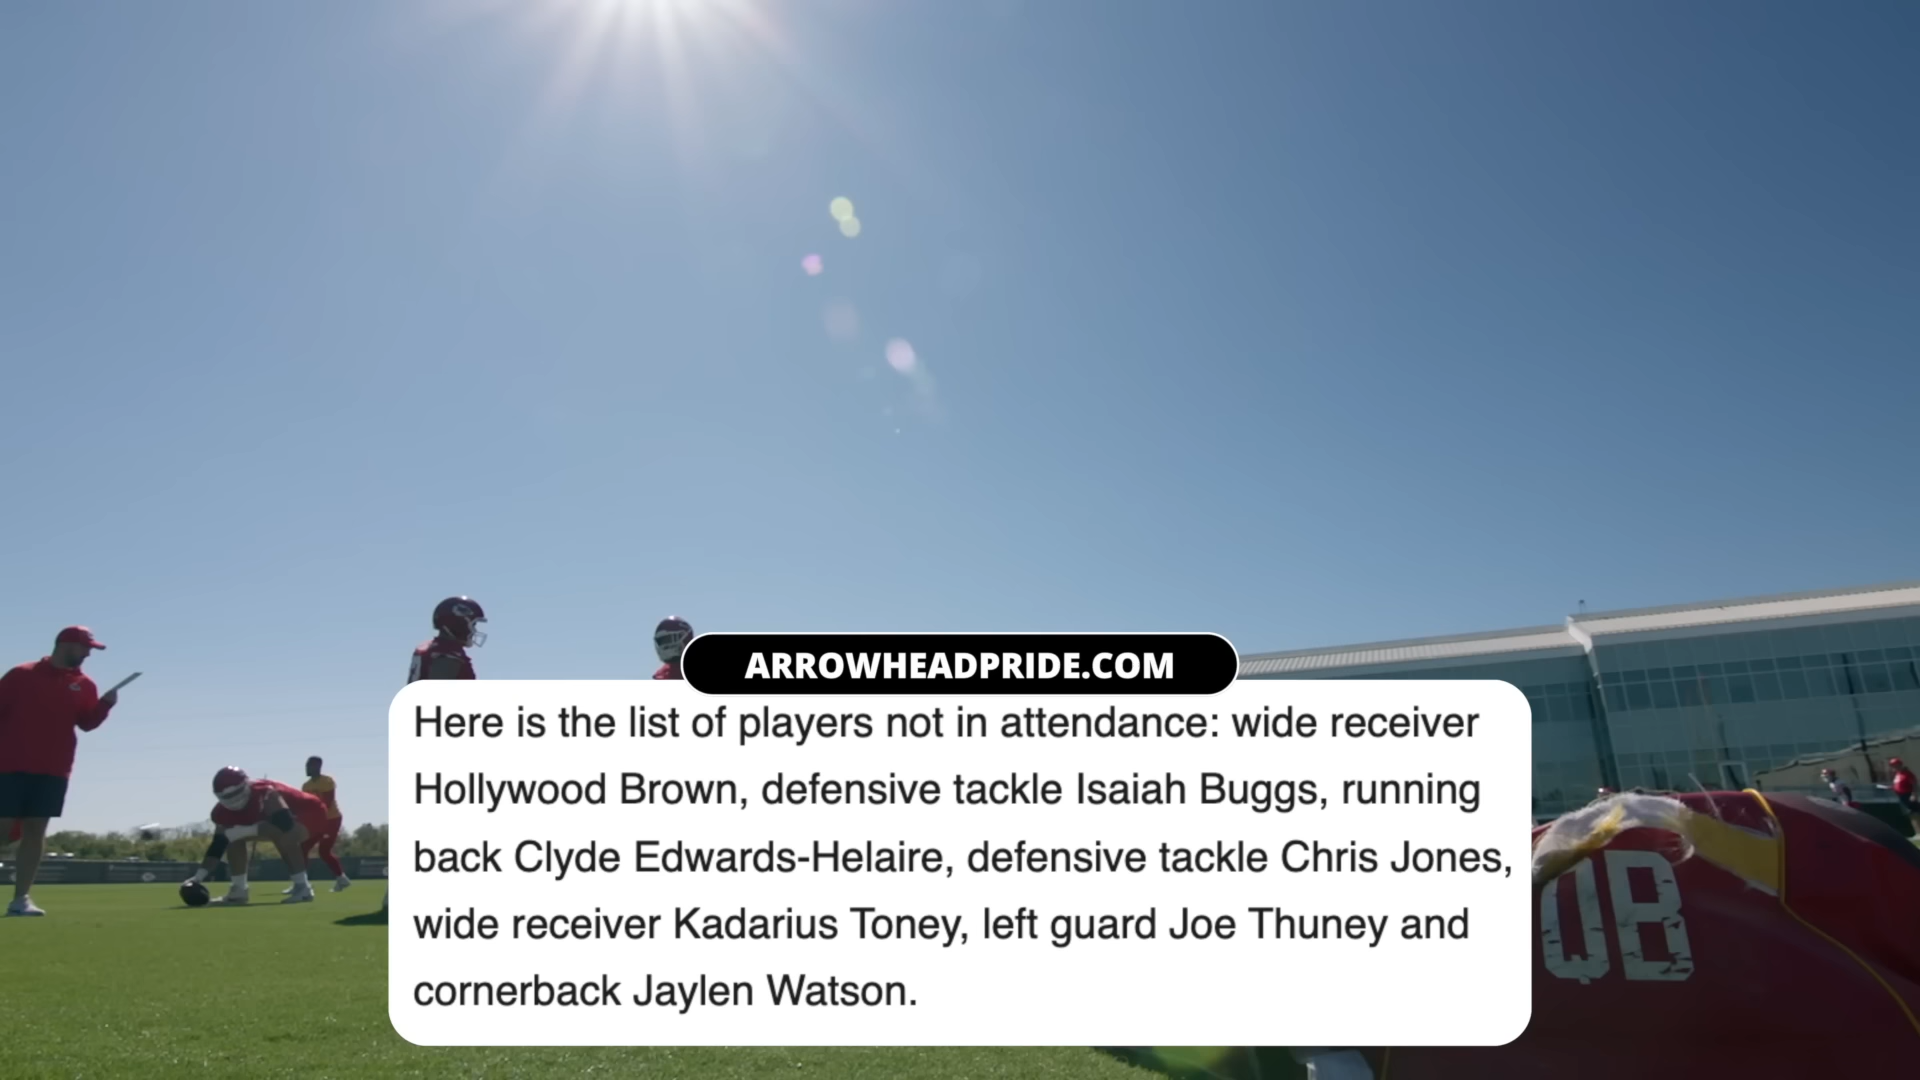 ARROWHEADPRIDE.COM
Here is the list of players not in attendance: wide receiver
Hollywood Brown, defensive tackle Isaiah Buggs, running
back Clyde Edwards-Helaire, defensive tackle Chris Jones,
wide receiver Kadarius Toney, left guard Joe Thuney and
cornerback Jaylen Watson.
QB